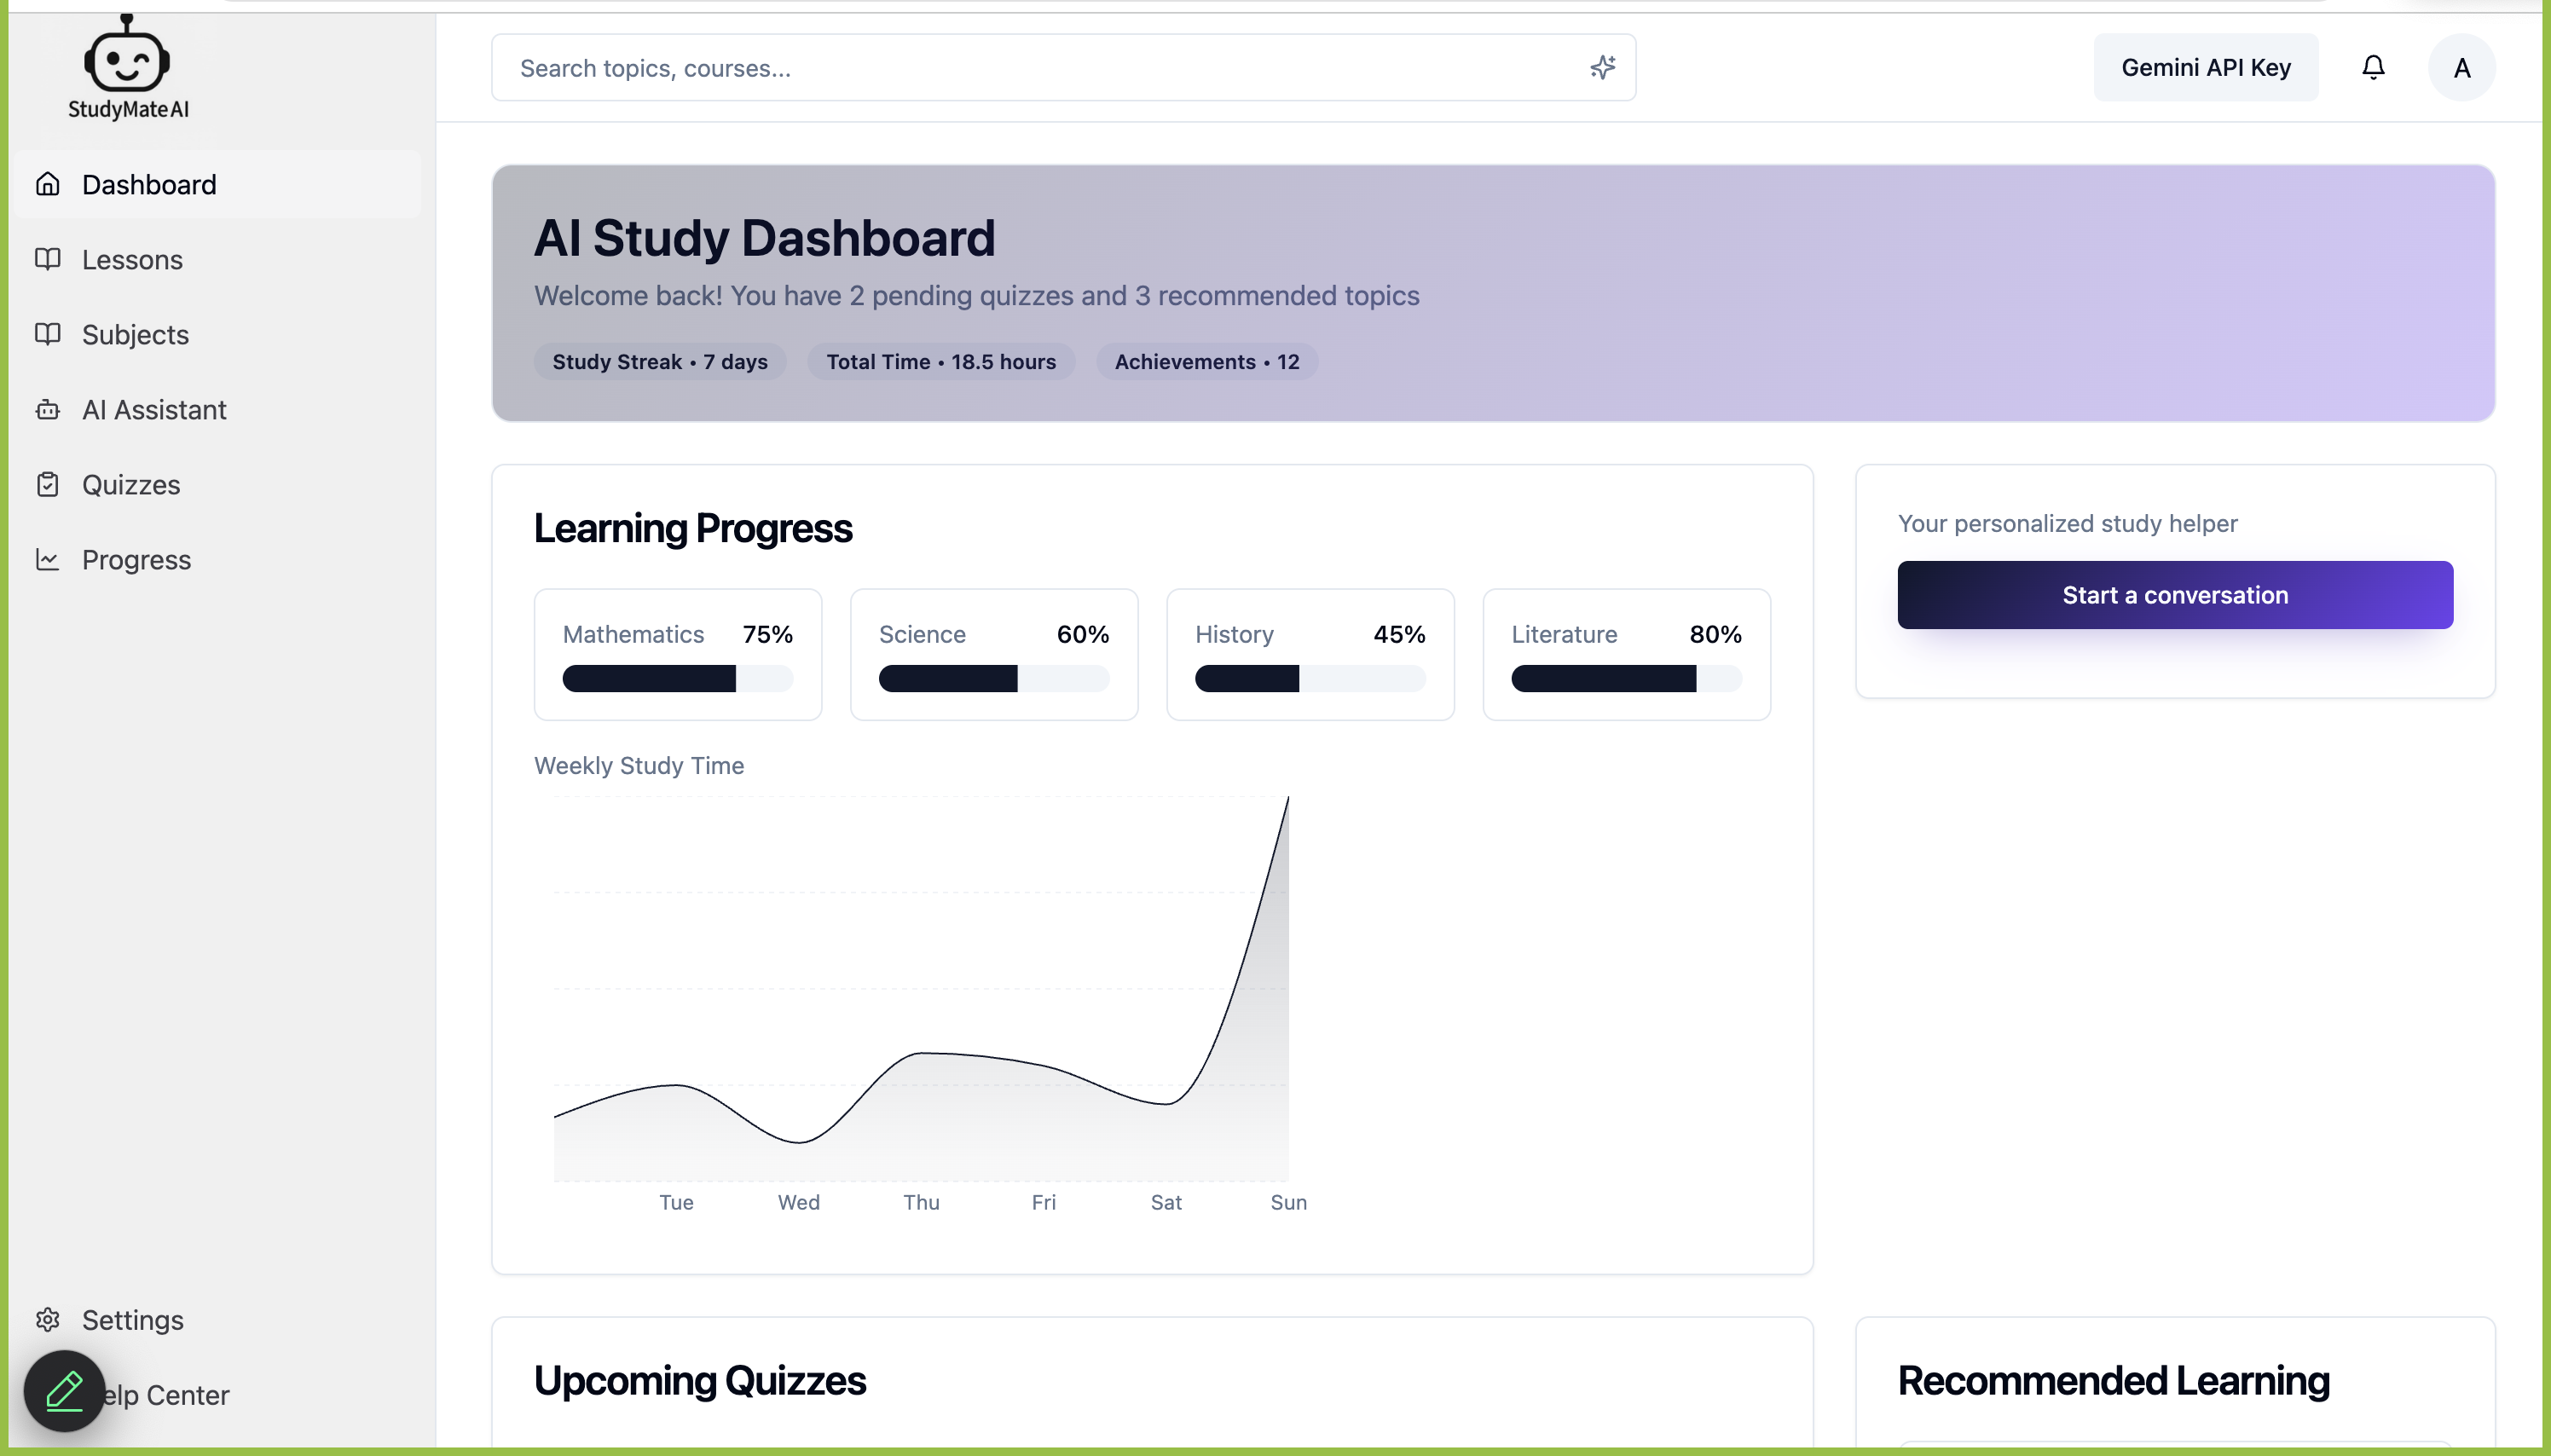 StudyMateAI
Dashboard
Lessons
Subjects
AI Assistant
Quizzes
Progress
Settings
elp Center
Search topics, courses...
Gemini API Key
A
AI Study Dashboard
Welcome back! You have 2 pending quizzes and 3 recommended topics
Study Streak • 7 days
Total Time • 18.5 hours
Achievements • 12
Learning Progress
Mathematics 75%
Science 60%
History 45%
Literature 80%
Weekly Study Time
Tue Wed Thu Fri Sat Sun
Your personalized study helper
Start a conversation
Upcoming Quizzes
Recommended Learning